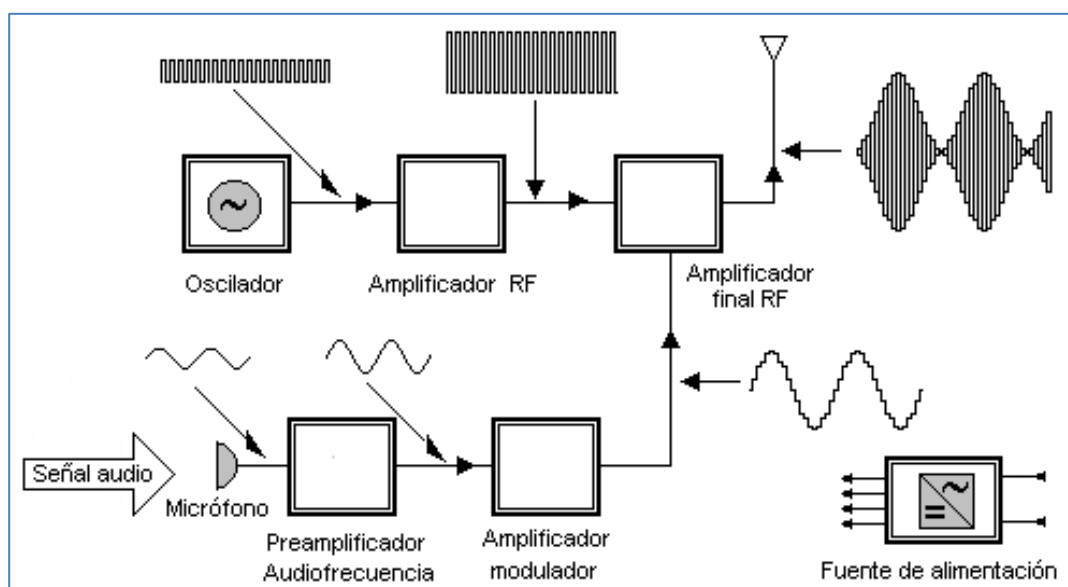 Oscilador
Amplificador RF
Amplificador
final RF
Señal audio
Micrófono
Preamplificador
Audiofrecuencia
Amplificador
modulador
Fuente de alimentación